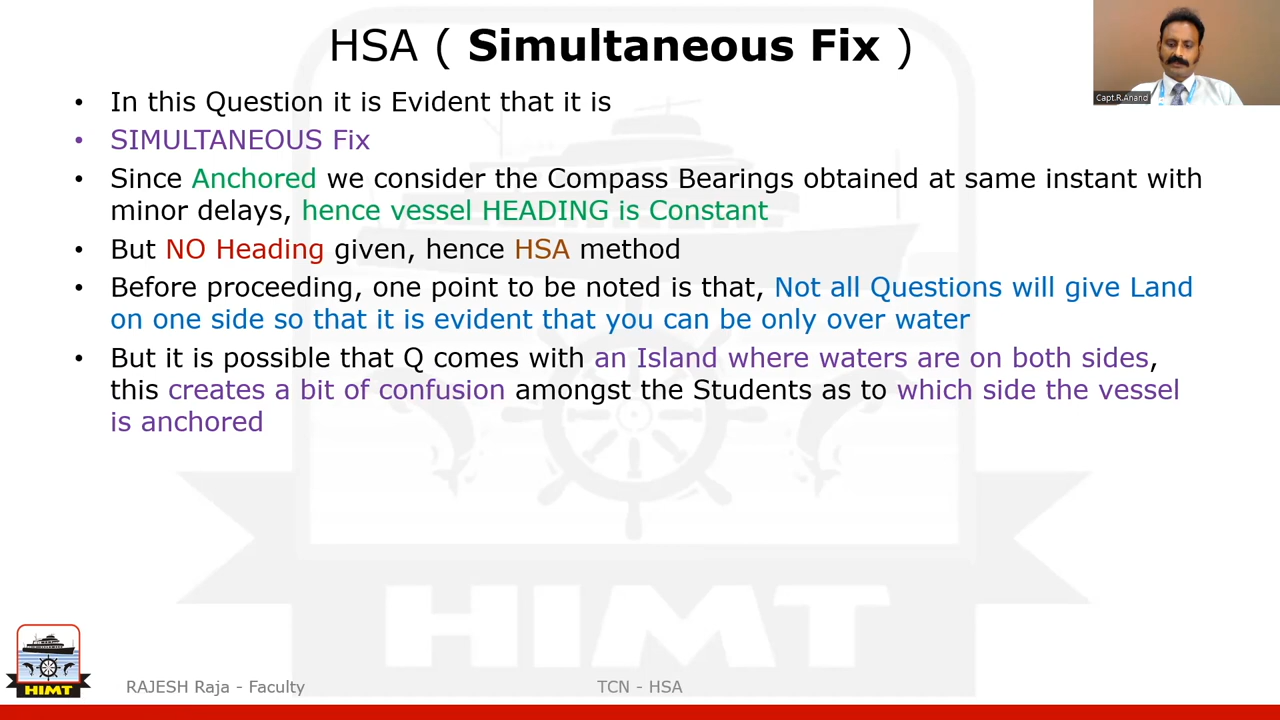 HSA ( Simultaneous Fix )
Capt.R.Anand
• In this Question it is Evident that it is
• SIMULTANEOUS Fix
• Since Anchored we consider the Compass Bearings obtained at same instant with
minor delays, hence vessel HEADING is Constant
• But NO Heading given, hence HSA method
• Before proceeding, one point to be noted is that, Not all Questions will give Land
on one side so that it is evident that you can be only over water
• But it is possible that Q comes with an Island where waters are on both sides,
this creates a bit of confusion amongst the Students as to which side the vessel
is anchored
HIMT
HIMT
RAJESH Raja - Faculty
TCN - HSA